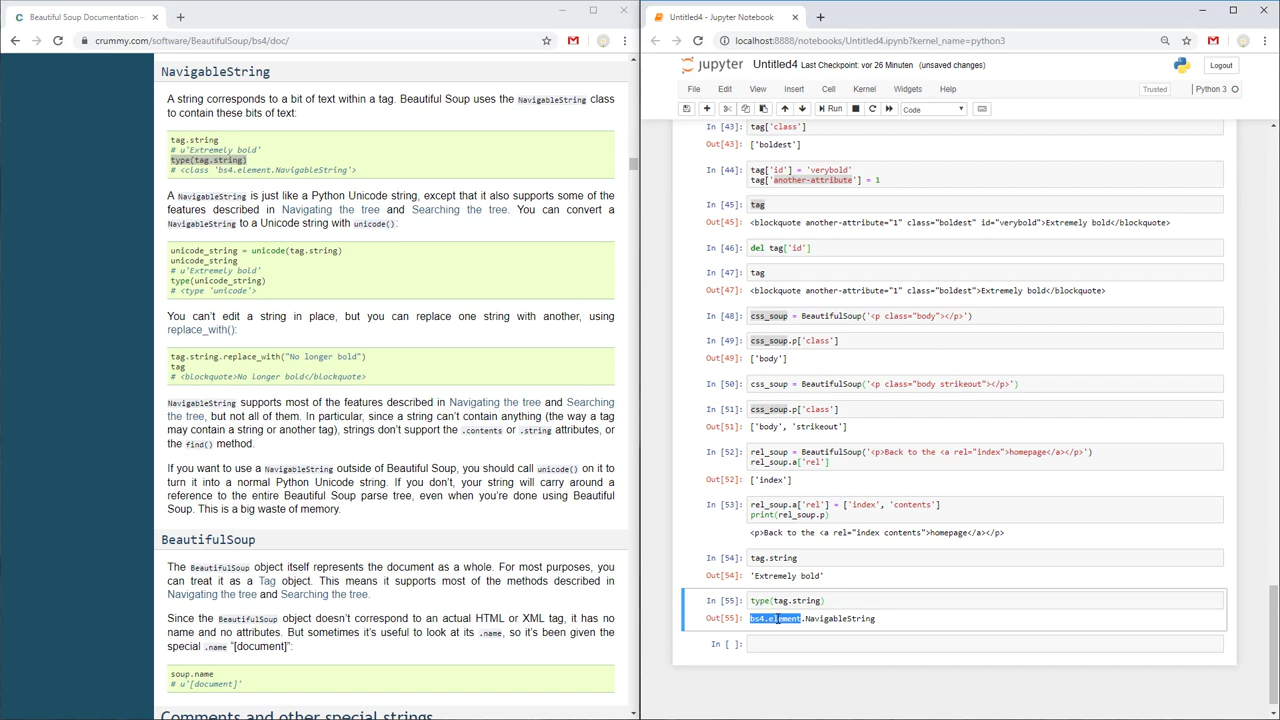 Beautiful Soup Documentation —
crummy.com/software/BeautifulSoup/bs4/doc/
NavigableString
A string corresponds to a bit of text within a tag. Beautiful Soup uses the NavigableString class
to contain these bits of text:
tag.string
# u'Extremely bold'
type(tag.string)
# <class 'bs4.element.NavigableString'>
A NavigableString is just like a Python Unicode string, except that it also supports some of the
features described in Navigating the tree and Searching the tree. You can convert a
NavigableString to a Unicode string with unicode():
unicode_string = unicode(tag.string)
unicode_string
# u'Extremely bold'
type(unicode_string)
# <type 'unicode'>
You can't edit a string in place, but you can replace one string with another, using
replace_with():
tag.string.replace_with("No longer bold")
tag
# <blockquote>No longer bold</blockquote>
NavigableString supports most of the features described in Navigating the tree and Searching
the tree, but not all of them. In particular, since a string can't contain anything (the way a
tag may contain a string or another tag), strings don't support the .contents or .string attributes, or
the find() method.
If you want to use a NavigableString outside of Beautiful Soup, you should call unicode() on it to
turn it into a normal Python Unicode string. If you don't, your string will carry around a
reference to the entire Beautiful Soup parse tree, even when you're done using Beautiful
Soup. This is a big waste of memory.
BeautifulSoup
The BeautifulSoup object itself represents the document as a whole. For most purposes, you
can treat it as a Tag object. This means it supports most of the methods described in
Navigating the tree and Searching the tree.
Since the BeautifulSoup object doesn't correspond to an actual HTML or XML tag, it has no
name and no attributes. But sometimes it's useful to look at its .name, so it's been given the
special .name "[document]":
soup.name
# u'[document]'
Comments and other special strings
Untitled4 - Jupyter Notebook
localhost:8888/notebooks/Untitled4.ipynb?kernel_name=python3
jupyter Untitled4 Last Checkpoint: vor 26 Minuten (unsaved changes) Logout
File Edit View Insert Cell Kernel Widgets Help Trusted Python 3
Run Code
In [43]: tag['class']
Out[43]: ['boldest']
In [44]: tag['id'] = 'verybold'
tag['another-attribute'] = 1
In [45]: tag
Out[45]: <blockquote another-attribute="1" class="boldest" id="verybold">Extremely bold</blockquote>
In [46]: del tag['id']
In [47]: tag
Out[47]: <blockquote another-attribute="1" class="boldest">Extremely bold</blockquote>
In [48]: css_soup = BeautifulSoup('<p class="body"></p>')
In [49]: css_soup.p['class']
Out[49]: ['body']
In [50]: css_soup = BeautifulSoup('<p class="body strikeout"></p>')
In [51]: css_soup.p['class']
Out[51]: ['body', 'strikeout']
In [52]: rel_soup = BeautifulSoup('<p>Back to the <a rel="index">homepage</a></p>')
rel_soup.a['rel']
Out[52]: ['index']
In [53]: rel_soup.a['rel'] = ['index', 'contents']
print(rel_soup.p)
<p>Back to the <a rel="index contents">homepage</a></p>
In [54]: tag.string
Out[54]: 'Extremely bold'
In [55]: type(tag.string)
Out[55]: bs4.element.NavigableString
In [ ]: